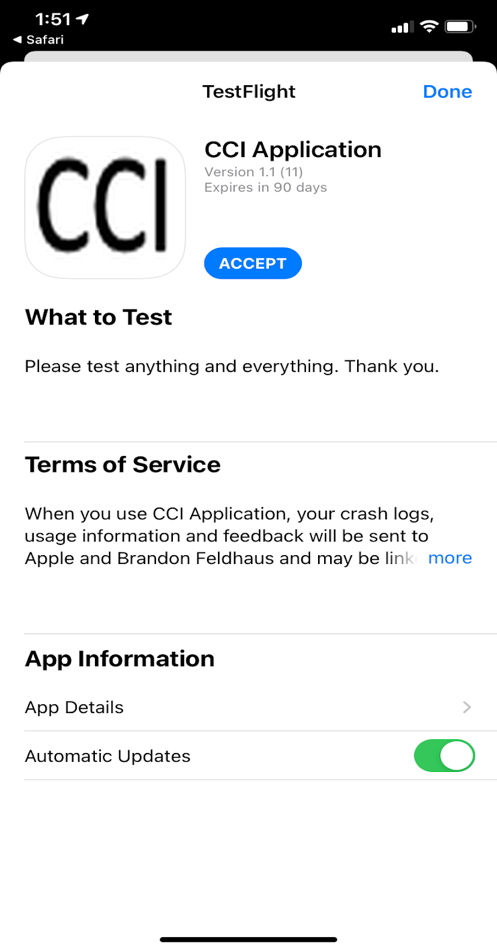 1:51
◀ Safari
TestFlight
Done
CCI
CCI Application
Version 1.1 (11)
Expires in 90 days
ACCEPT
What to Test
Please test anything and everything. Thank you.
Terms of Service
When you use CCI Application, your crash logs,
usage information and feedback will be sent to
Apple and Brandon Feldhaus and may be link more
App Information
App Details
Automatic Updates